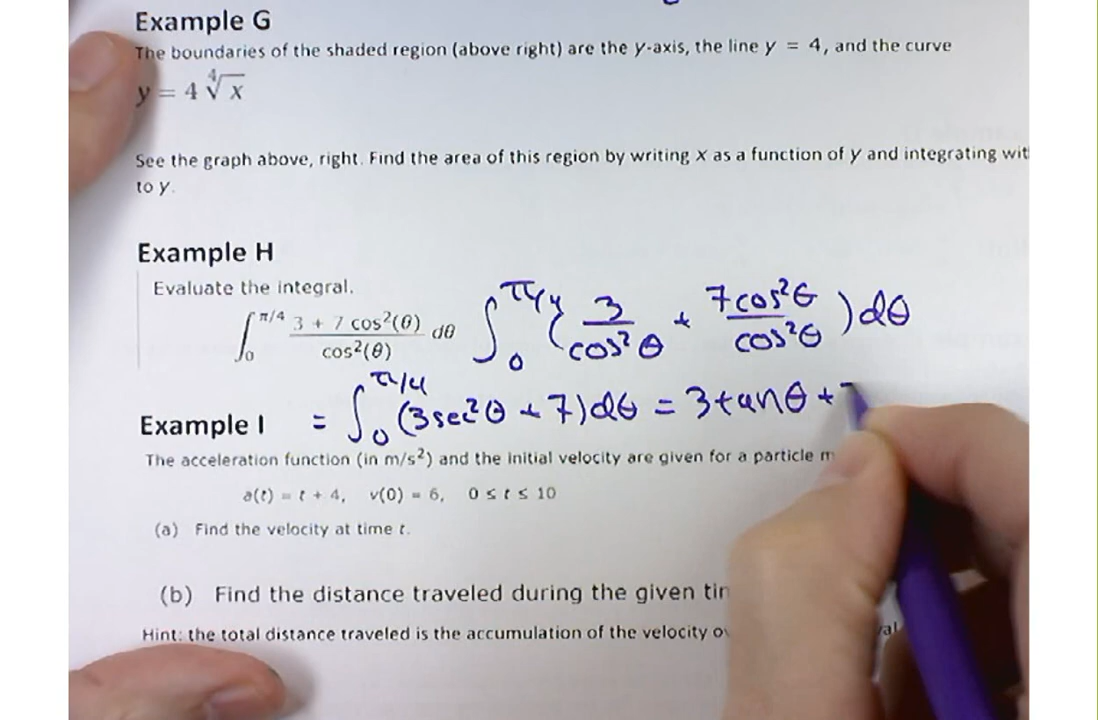 Example G
The boundaries of the shaded region (above right) are the y-axis, the line y = 4, and the curve
y = 4 ∜x
See the graph above, right. Find the area of this region by writing x as a function of y and integrating
to y.
Example H
Evaluate the integral.
∫₀^π/4 (3 + 7 cos²(θ))/(cos²(θ)) dθ ∫₀^π/4 (3/cos²θ + 7cos²θ/cos²θ) dθ
= ∫₀^π/4 (3sec²θ + 7)dθ = 3tanθ +
Example I
The acceleration function (in m/s²) and the initial velocity are given for a particle
a(t) = t + 4, v(0) = 6, 0 ≤ t ≤ 10
(a) Find the velocity at time t.
(b) Find the distance traveled during the given
Hint: the total distance traveled is the accumulation of the velocity